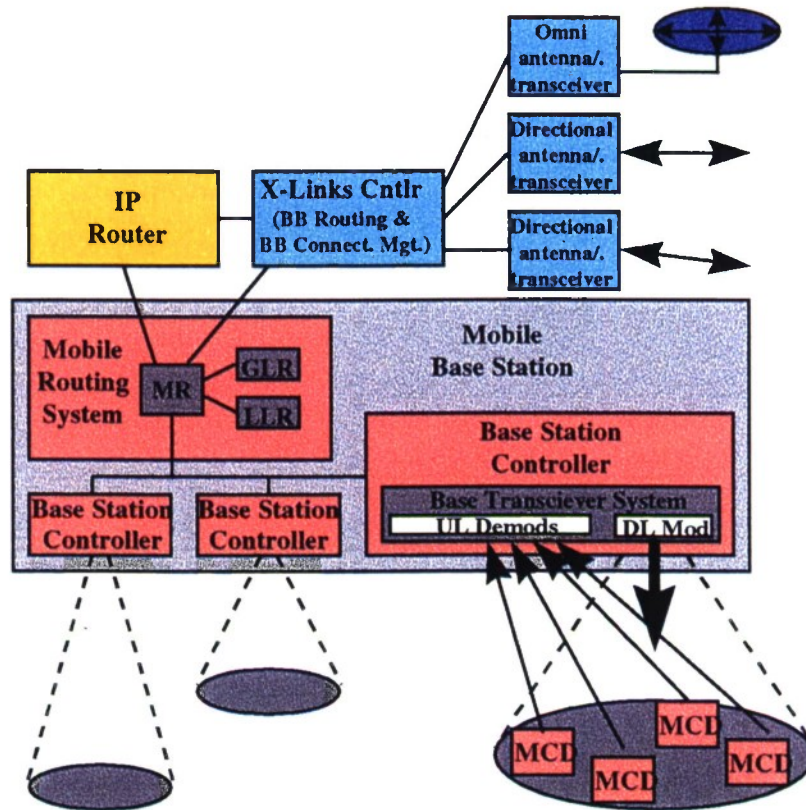 Omni
antenna/.
transceiver
Directional
antenna/.
transceiver
IP
Router
X-Links Cntlr
(BB Routing &
BB Connect. Mgt.)
Directional
antenna/.
transceiver
Mobile
Routing
System
MR
GLR
LLR
Mobile
Base Station
Base Station
Controller
Base Transciever System
UL Demods
DL Mod
Base Station
Controller
Base Station
Controller
MCD
MCD
MCD
MCD